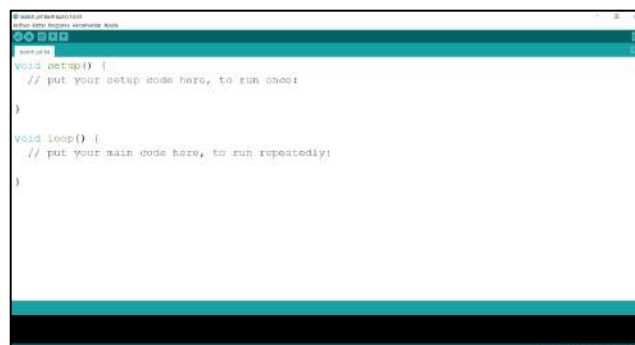 void setup() {
// put your setup code here, to run once:
}
void loop() {
// put your main code here, to run repeatedly:
}